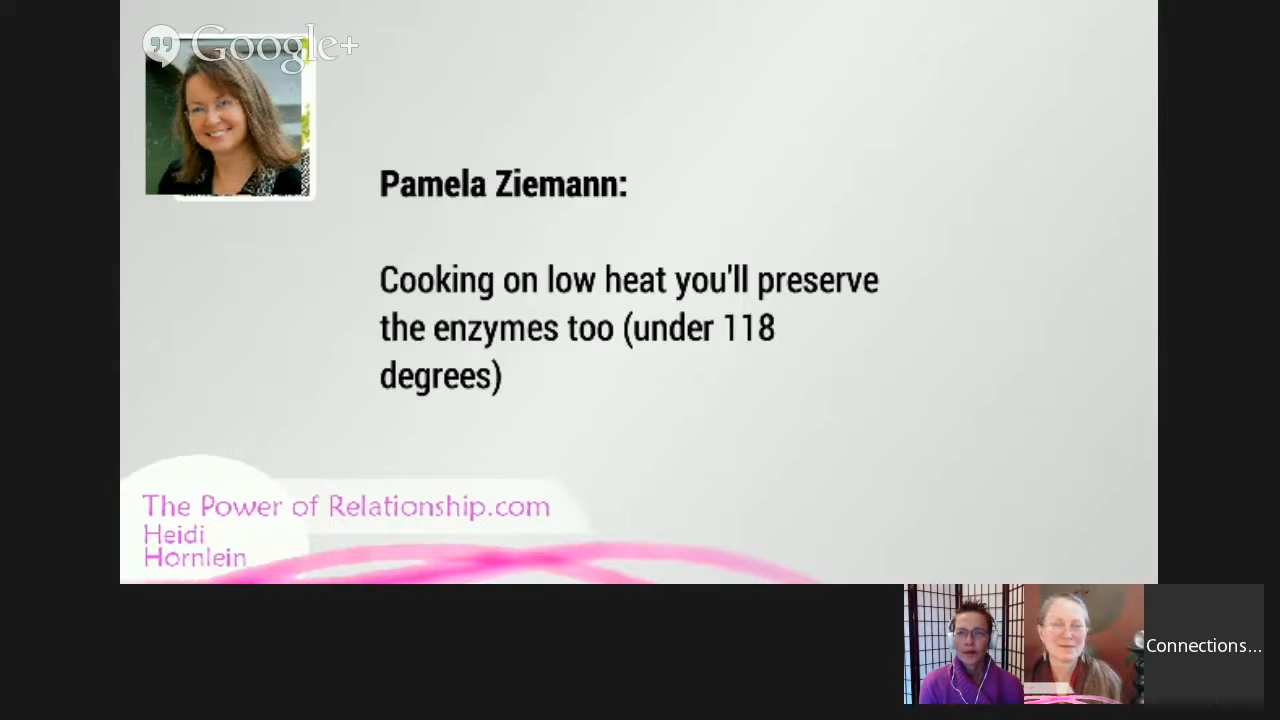 Google+
Pamela Ziemann:
Cooking on low heat you'll preserve
the enzymes too (under 118
degrees)
The Power of Relationship.com
Heidi
Hornlein
Connections...